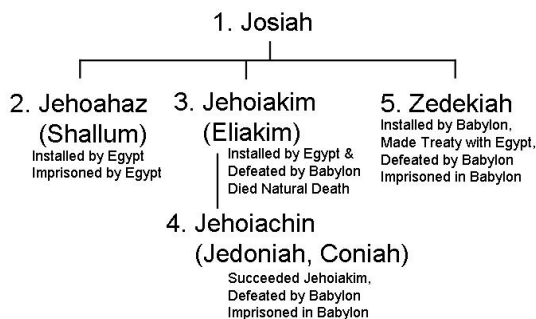 1. Josiah
2. Jehoahaz
(Shallum)
Installed by Egypt
Imprisoned by Egypt
3. Jehoiakim
(Eliakim)
Installed by Egypt &
Defeated by Babylon
Died Natural Death
5. Zedekiah
Installed by Babylon,
Made Treaty with Egypt,
Defeated by Babylon
Imprisoned in Babylon
4. Jehoiachin
(Jedoniah, Coniah)
Succeeded Jehoiakim,
Defeated by Babylon
Imprisoned in Babylon